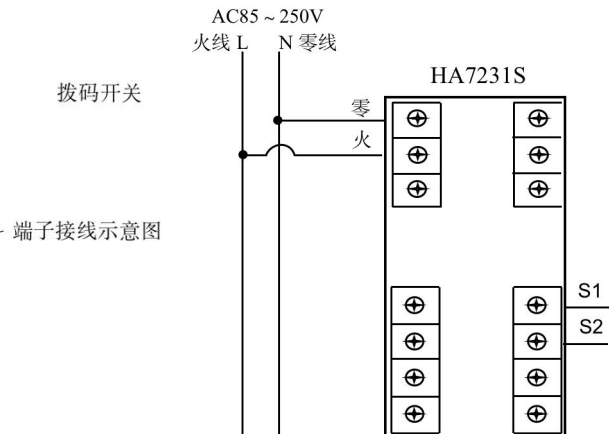 AC85～250V
火线 L N 零线
HA7231S
拨码开关
零
火
端子接线示意图
S1
S2